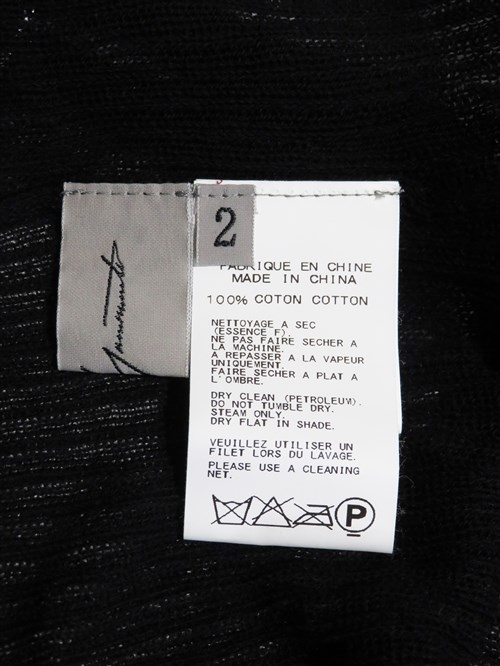 Yamamoto
2
FABRIQUE EN CHINE
MADE IN CHINA
100% COTON COTTON
NETTOYAGE A SEC
(ESSENCE F).
NE PAS FAIRE SECHER A
LA MACHINE.
A REPASSER A LA VAPEUR
UNIQUEMENT.
FAIRE SECHER A PLAT A
L'OMBRE.
DRY CLEAN (PETROLEUM).
DO NOT TUMBLE DRY.
STEAM ONLY.
DRY FLAT IN SHADE.
VEUILLEZ UTILISER UN
FILET LORS DU LAVAGE.
PLEASE USE A CLEANING
NET.
P